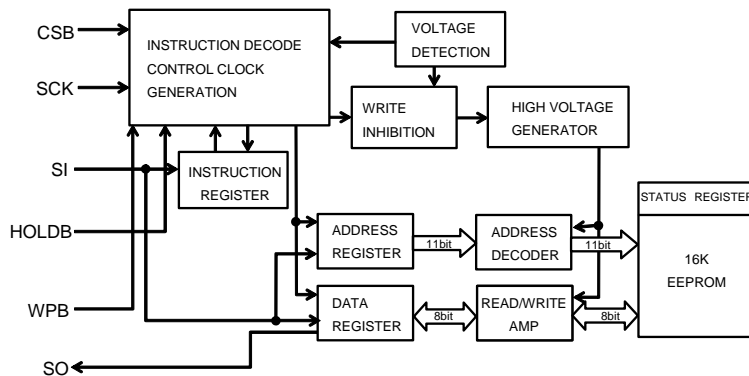 CSB
SCK
SI
HOLDB
WPB
SO
INSTRUCTION DECODE
CONTROL CLOCK
GENERATION
VOLTAGE
DETECTION
WRITE
INHIBITION
HIGH VOLTAGE
GENERATOR
INSTRUCTION
REGISTER
ADDRESS
REGISTER
11bit
ADDRESS
DECODER
11bit
DATA
REGISTER
8bit
READ/WRITE
AMP
8bit
STATUS REGISTER
16K
EEPROM